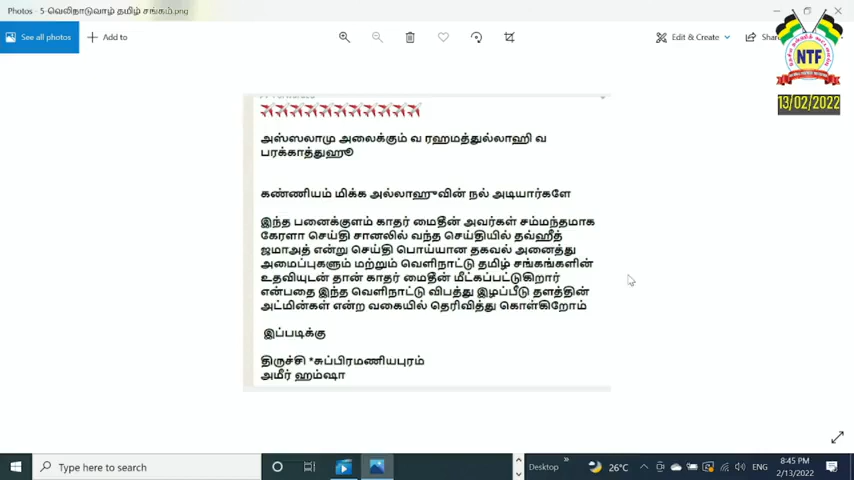 Photos - 5-வெலிநாடுவாழ் தமிழ் சங்கம்.png
See all photos
Add to
Edit & Create
Share
NTF
13/02/2022
அஸ்ஸலாமு அலைக்கும் வ ரஹமத்துல்லாஹி வ
பரக்காத்துஹூ
கண்ணியம் மிக்க அல்லாஹுவின் நல் அடியார்களே
இந்த பனைக்குளம் காதர் மைதீன் அவர்கள் சம்மந்தமாக
கேரளா செய்தி சானலில் வந்த செய்தியில் தவ்ஹீத்
ஜமாஅத் என்று செய்தி பொய்யான தகவல் அனைத்து
அமைப்புகளும் மற்றும் வெளிநாட்டு தமிழ் சங்கங்களின்
உதவியுடன் தான் காதர் மைதீன் மீட்கப்பட்டுகிறார்
என்பதை இந்த வெளிநாட்டு விபத்து இழப்பீடு தளத்தின்
அட்மின்கள் என்ற வகையில் தெரிவித்து கொள்கிறோம்
இப்படிக்கு
திருச்சி *சுப்பிரமணியபுரம்
அமீர் ஹம்ஷா
Type here to search
Desktop
26°C
ENG
8:45 PM
2/13/2022